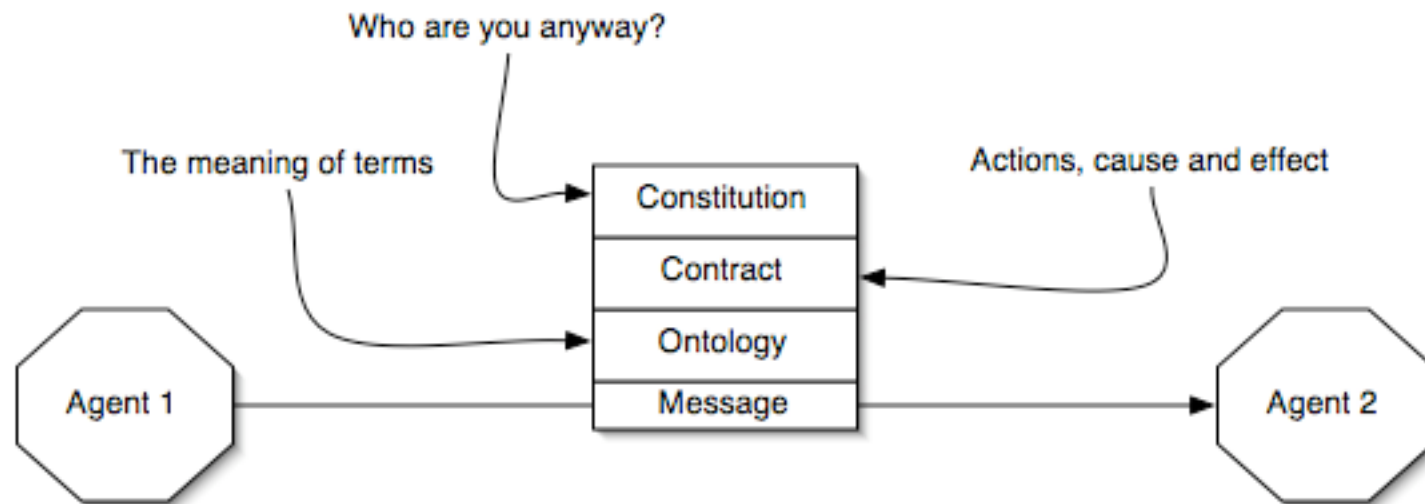 Who are you anyway?
The meaning of terms
Actions, cause and effect
Constitution
Contract
Ontology
Agent 1
Message
Agent 2